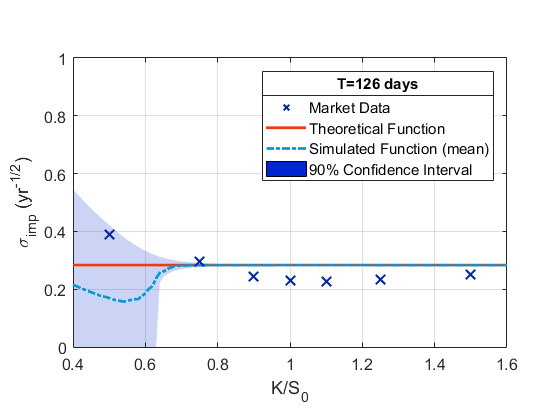 T=126 days
Market Data
Theoretical Function
Simulated Function (mean)
90% Confidence Interval
σimp (yr-1/2)
1
0.8
0.6
0.4
0.2
0
0.4 0.6 0.8 1 1.2 1.4 1.6
K/S0